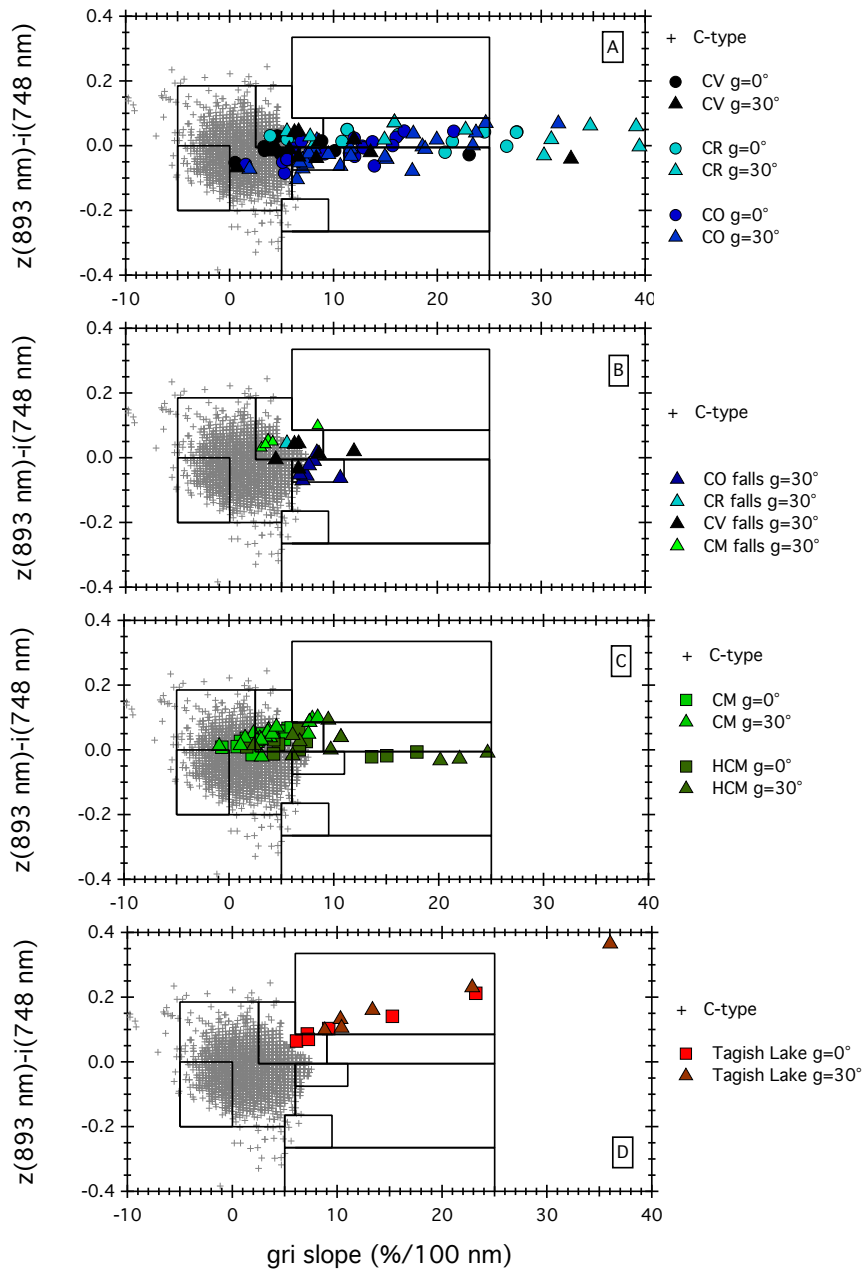 0.4
0.2
0.0
-0.2
-0.4
z(893 nm)-i(748 nm)
A
-10 0 10 20 30 40
+ C-type
CV g=0°
CV g=30°
CR g=0°
CR g=30°
CO g=0°
CO g=30°
0.4
0.2
0.0
-0.2
-0.4
z(893 nm)-i(748 nm)
B
-10 0 10 20 30 40
+ C-type
CO falls g=30°
CR falls g=30°
CV falls g=30°
CM falls g=30°
0.4
0.2
0.0
-0.2
-0.4
z(893 nm)-i(748 nm)
C
-10 0 10 20 30 40
+ C-type
CM g=0°
CM g=30°
HCM g=0°
HCM g=30°
0.4
0.2
0.0
-0.2
-0.4
z(893 nm)-i(748 nm)
D
-10 0 10 20 30 40
+ C-type
Tagish Lake g=0°
Tagish Lake g=30°
gri slope (%/100 nm)